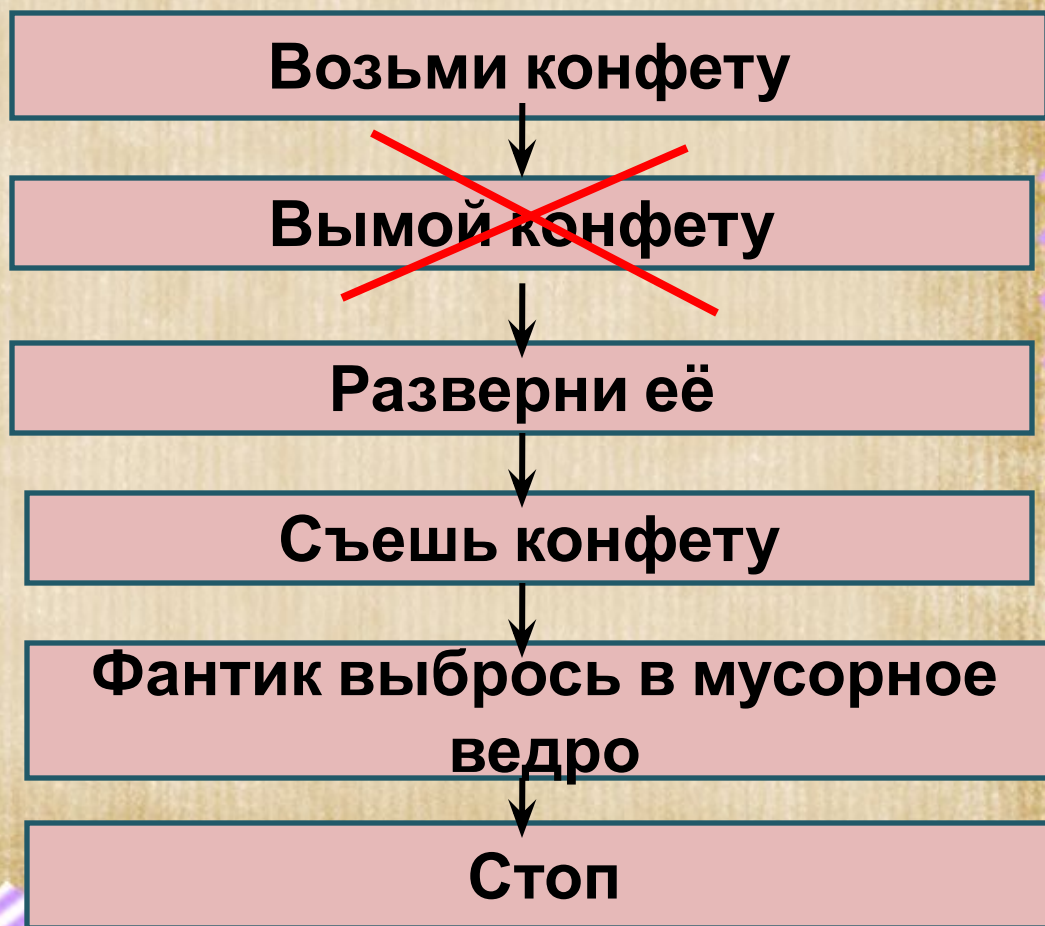 Возьми конфету
Вымой конфету
Разверни её
Съешь конфету
Фантик выбрось в мусорное
ведро
Стоп